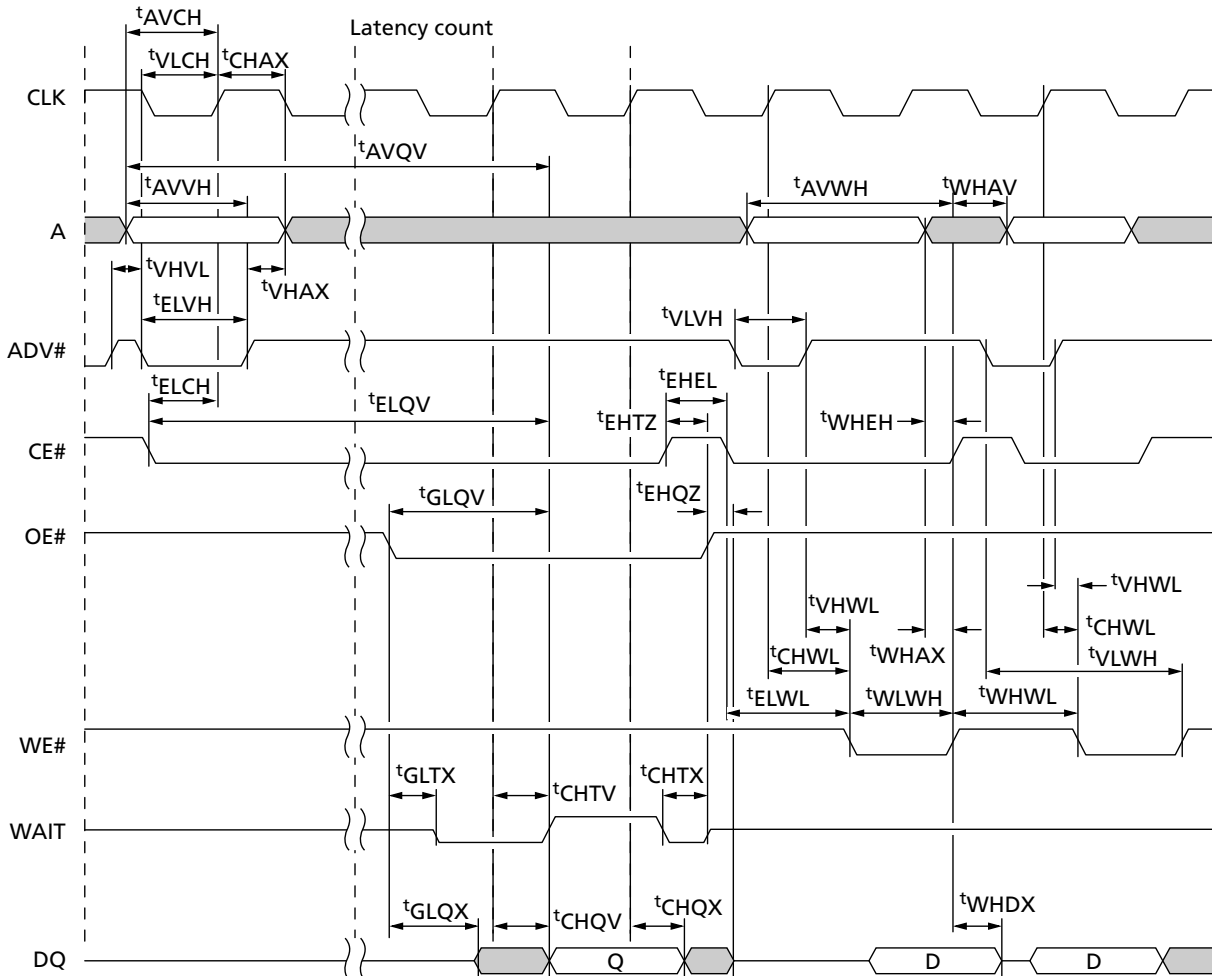 tAVCH
Latency count
tVLCH tCHAX
CLK
tAVQV
tAVVH tAVWH tWHAV
A
tVHVL tVHAX
tELVH tVLVH
ADV#
tELCH tELQV tEHEL
tEHTZ tWHEH
CE#
tGLQV tEHQZ
OE#
tVHWL
tVHWL tCHWL
tCHWL tWHAX tVLWH
tELWL tWLWH tWHWL
WE#
tGLTX tCHTV tCHTX
WAIT
tGLQX tCHQV tCHQX tWHDX
DQ Q D D